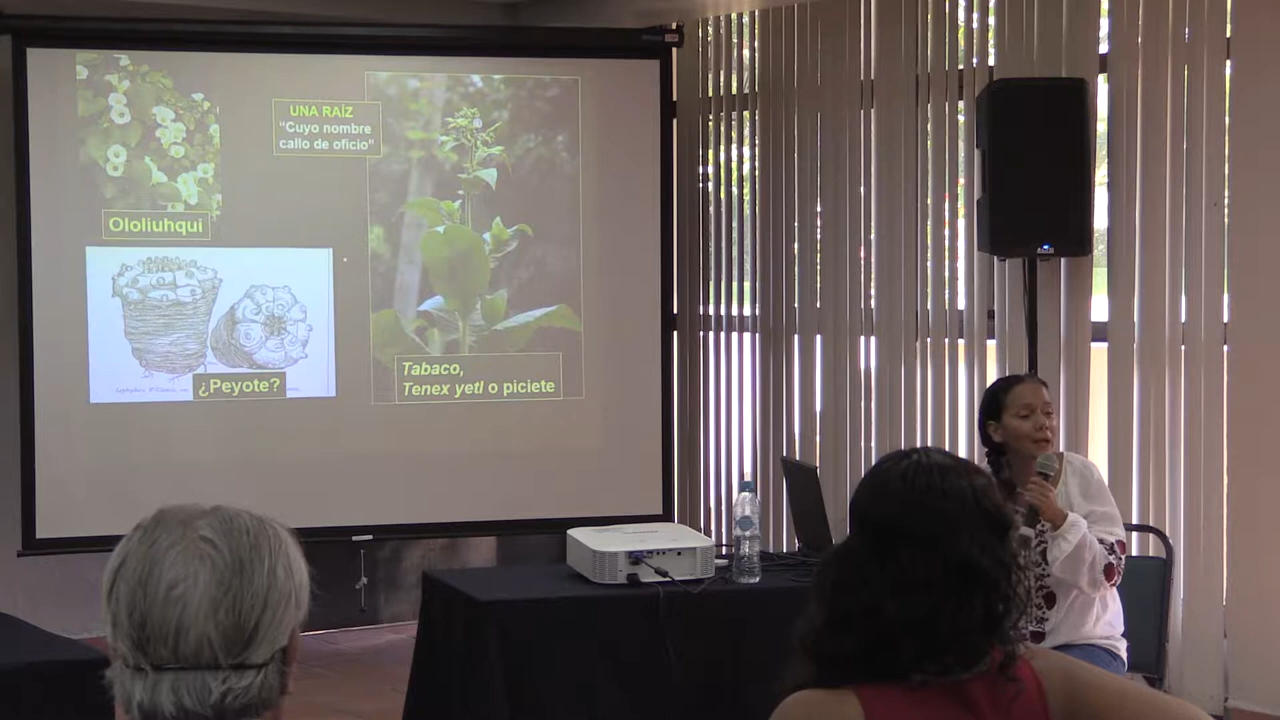 UNA RAÍZ
“Cuyo nombre
callo de oficio”
Ololiuhqui
¿Peyote?
Tabaco,
Tenex yetl o piciete